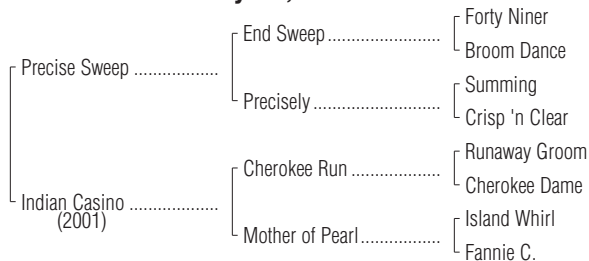 Forty Niner
End Sweep
Broom Dance
Precise Sweep
Summing
Precisely
Crisp 'n Clear
Runaway Groom
Cherokee Run
Cherokee Dame
Indian Casino
(2001)
Island Whirl
Mother of Pearl
Fannie C.